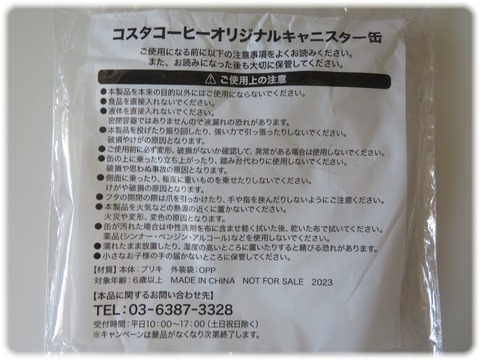 コスタコーヒーオリジナルキャニスター缶
ご使用になる前に以下の注意事項をよくお読みください。
また、お読みになった後も大切に保管してください。
ご使用上の注意
●本製品を本来の目的以外にはご使用にならないでください。
●食品を直接入れないでください。
●液体を直接入れないでください。
密閉容器ではありませんので液漏れの恐れがあります。
●本製品を投げたり振り回したり、強い力で引っ張ったりしないでください。
破損やけがの原因となります。
●ご使用前に必ず変形、破損がないか確認して、異常がある場合は使用しないでください。
●缶の上に乗ったり立ち上がったり、踏み台代わりに使用しないでください。
破損や思わぬ事故の原因となります。
●側面に乗ったり、極度に重いものを乗せたりしないでください。
けがや破損の原因となります。
●フタの開閉の際は爪を引っかけたり、手や指を挟んだりしないようにご注意ください。
●本製品を火気などの熱源の近くに置かないでください。
火災や変形、変色の原因となります。
●缶が汚れた場合は中性洗剤を布に含ませ軽く拭いた後、乾いた布で拭いてください。
薬品(シンナー・ベンジン・アルコール)などを使用しないでください。
●濡れたまま放置したり、湿度の高いところに置いたりすると錆びる恐れがあります。
●小さなお子様の手の届かないところに保管してください。
【材質】本体:ブリキ 外装袋:OPP
対象年齢:6歳以上 MADE IN CHINA NOT FOR SALE 2023
【本品に関するお問い合わせ先】
TEL:03-6387-3328
受付時間:平日10:00〜17:00(土日祝日除く)
※キャンペーンは景品がなくなり次第終了します。